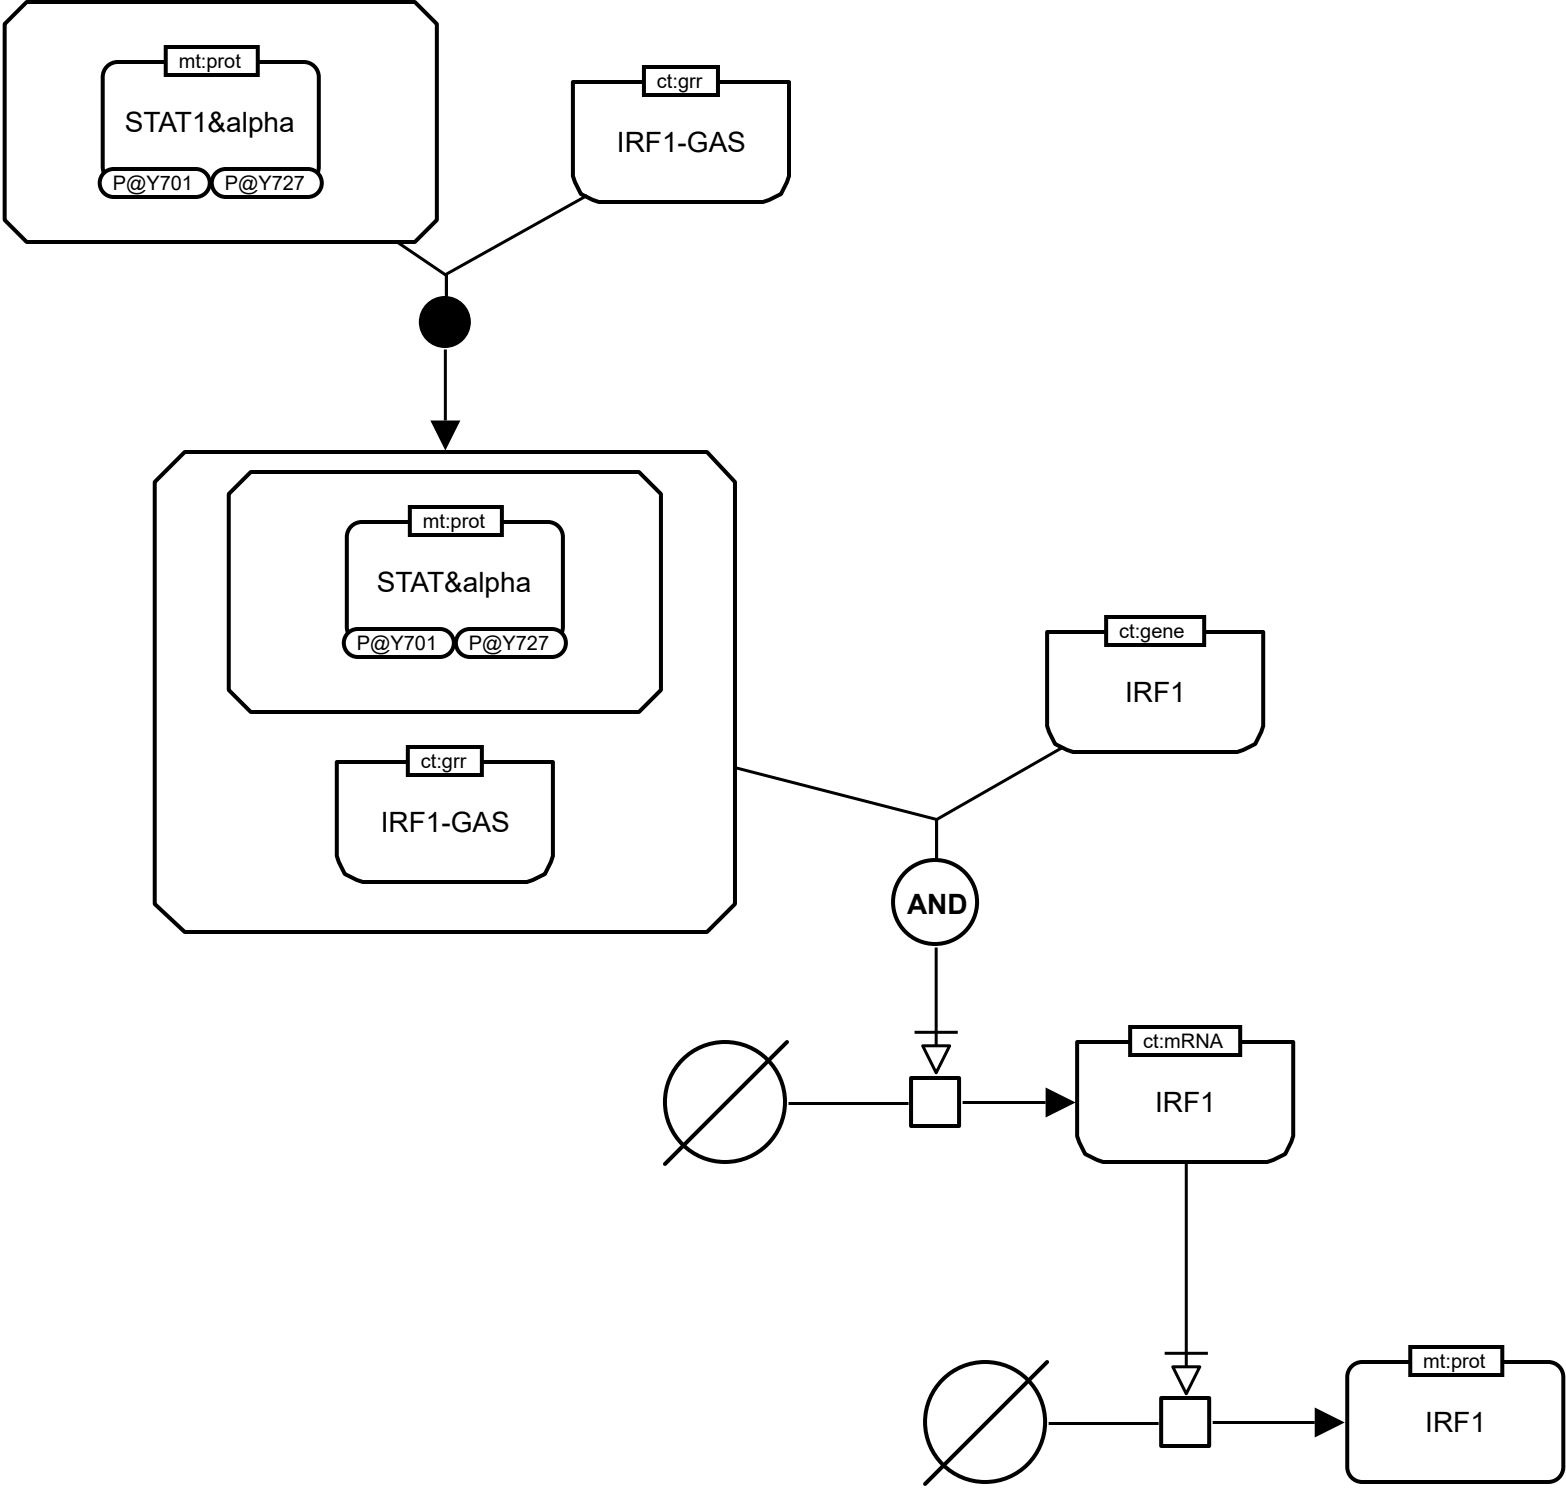 mt:prot
STAT1&alpha
P@Y701
P@Y727
ct:grr
IRF1-GAS
mt:prot
STAT&alpha
P@Y701
P@Y727
ct:grr
IRF1-GAS
ct:gene
IRF1
AND
ct:mRNA
IRF1
mt:prot
IRF1